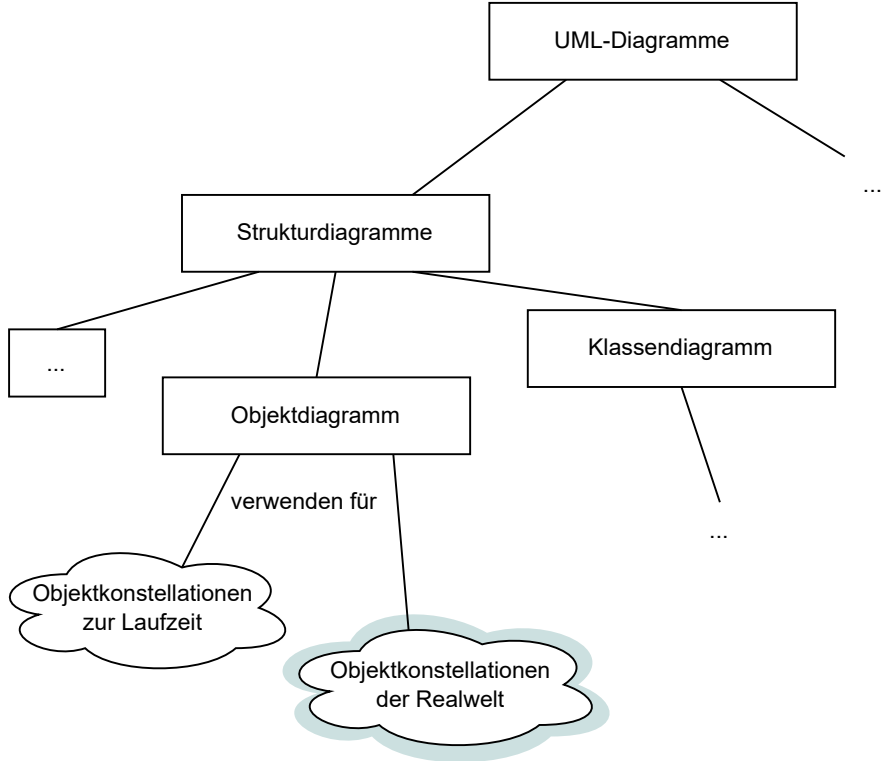 UML-Diagramme
...
Strukturdiagramme
...
Klassendiagramm
Objektdiagramm
verwenden für
...
Objektkonstellationen
zur Laufzeit
Objektkonstellationen
der Realwelt